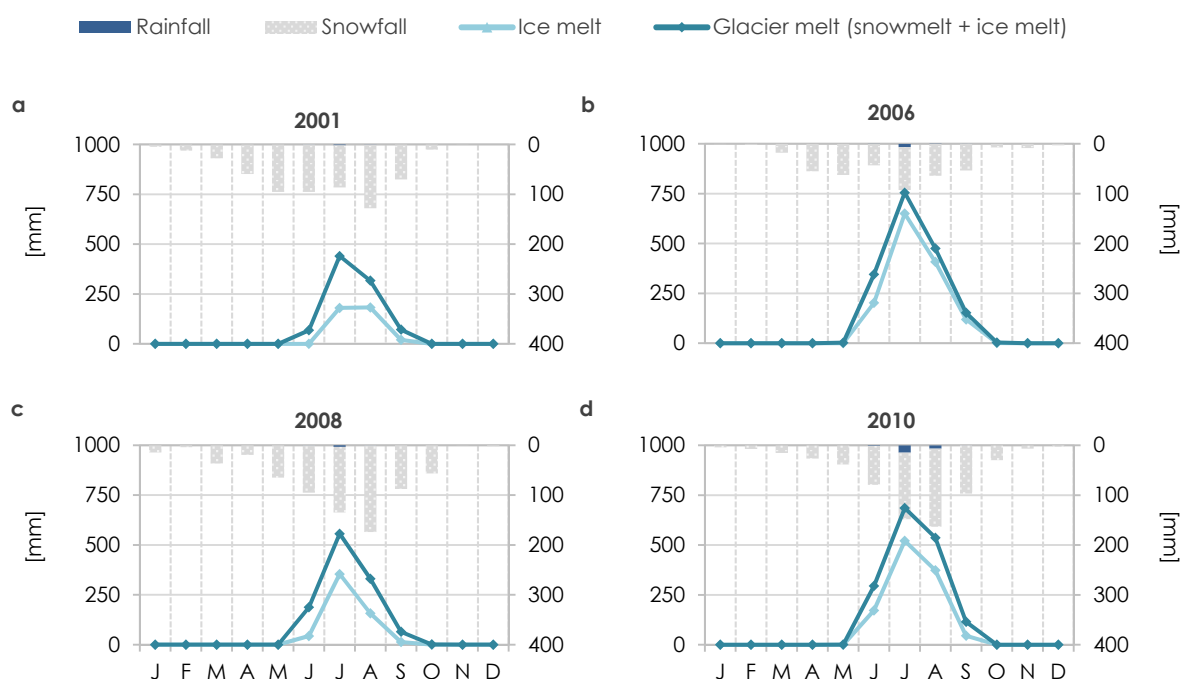 Rainfall Snowfall Ice melt Glacier melt (snowmelt + ice melt)
a b
2001 2006
1000 0 1000 0
750 100 750 100
[mm] 500 200 500 200 [mm]
250 300 250 300
0 400 0 400
c d
2008 2010
1000 0 1000 0
750 100 750 100
[mm] 500 200 500 200 [mm]
250 300 250 300
0 400 0 400
J F M A M J J A S O N D J F M A M J J A S O N D